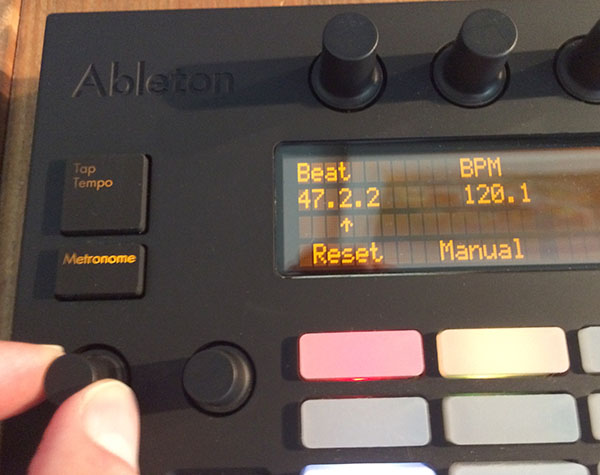 Ableton
Tap
Tempo
Metronome
Beat BPM
47.2.2 120.1
↑
Reset Manual